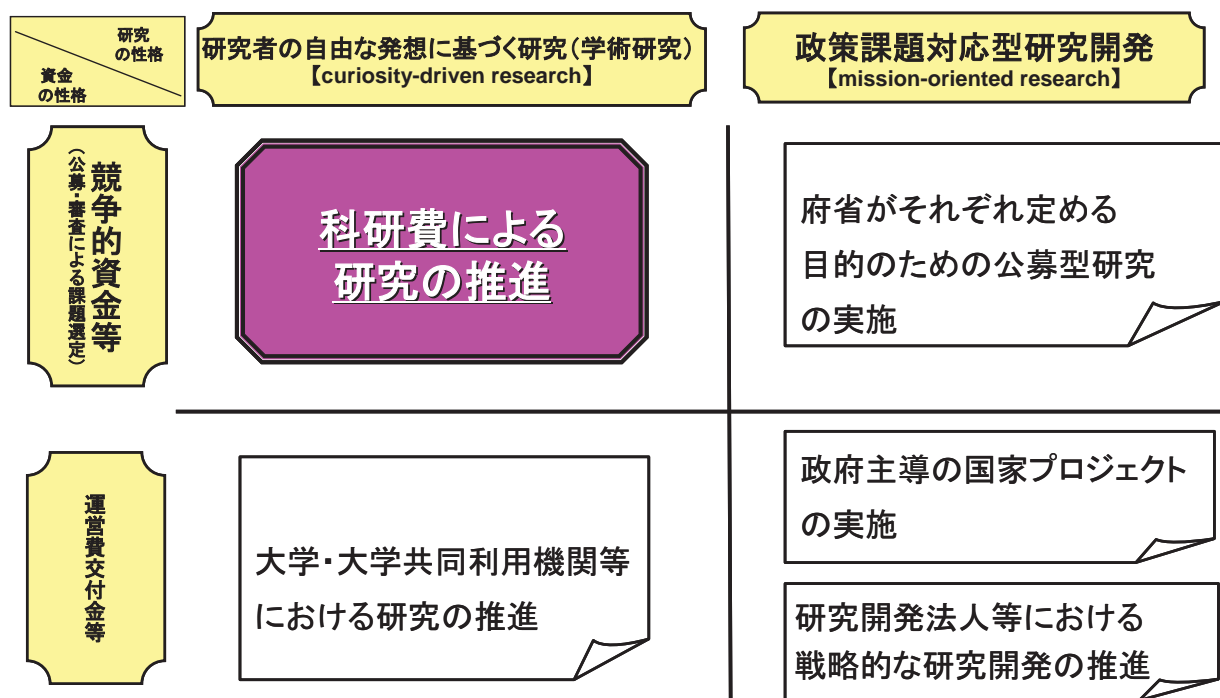 研究
の性格
資金
の性格
研究者の自由な発想に基づく研究（学術研究）
【curiosity-driven research】
政策課題対応型研究開発
【mission-oriented research】
競争的資金等
（公募・審査による課題選定）
科研費による
研究の推進
府省がそれぞれ定める
目的のための公募型研究
の実施
運営費交付金等
大学・大学共同利用機関等
における研究の推進
政府主導の国家プロジェクト
の実施
研究開発法人等における
戦略的な研究開発の推進